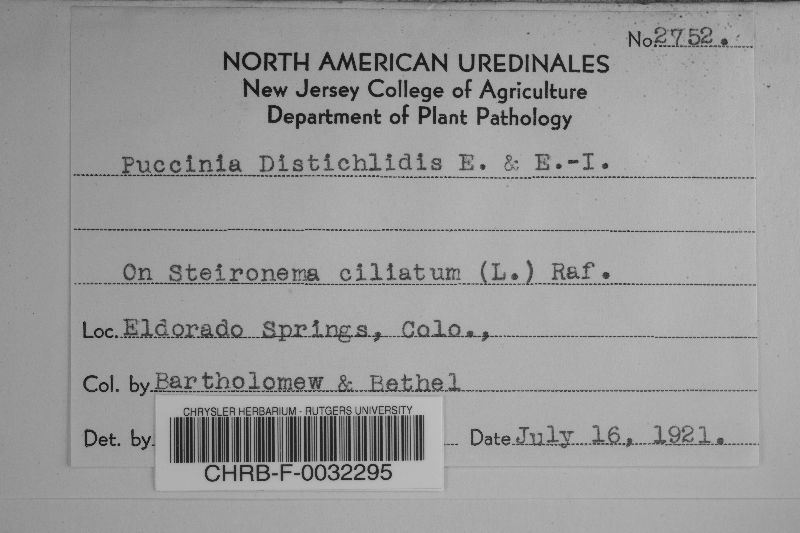 No. 2752.
NORTH AMERICAN UREDINALES
New Jersey College of Agriculture
Department of Plant Pathology
Puccinia Distichlidis E. & E.-I.
On Steironema ciliatum (L.) Raf.
Loc. Eldorado Springs, Colo.,
Col. by Bartholomew & Bethel
Det. by Date July 16, 1921.
CHRYSLER HERBARIUM - RUTGERS UNIVERSITY
CHRB-F-0032295